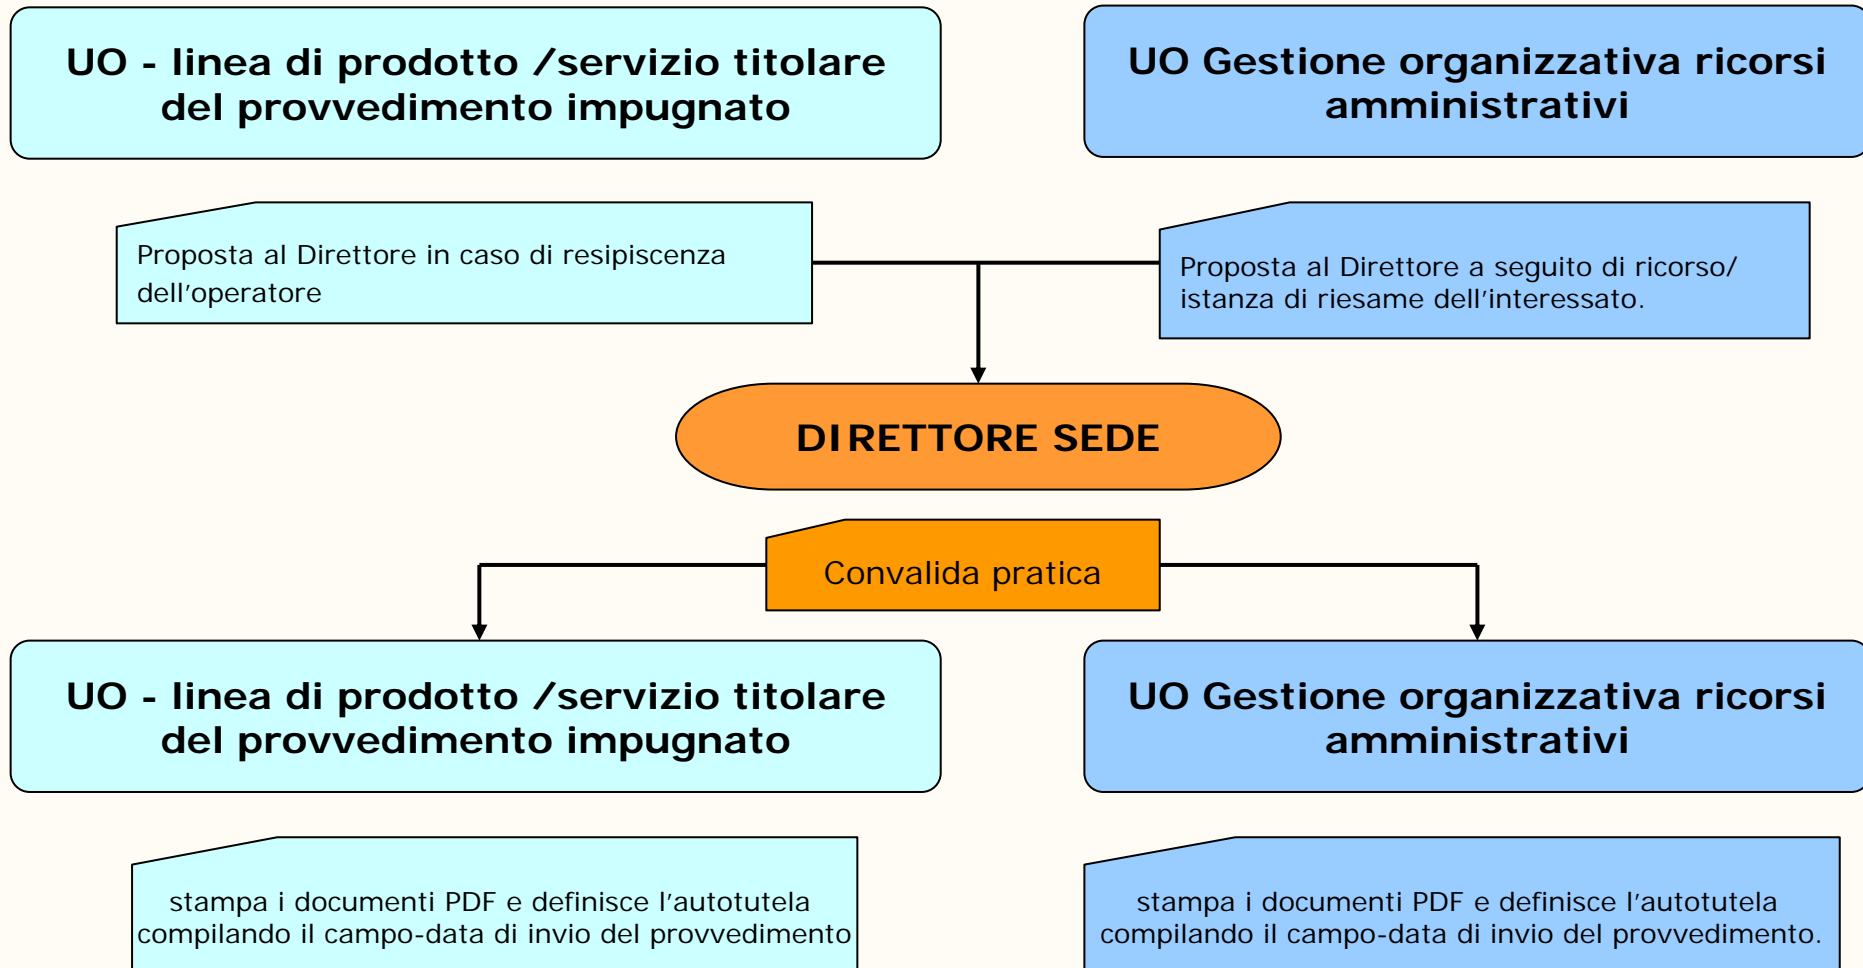 UO - linea di prodotto /servizio titolare
del provvedimento impugnato
UO Gestione organizzativa ricorsi
amministrativi
Proposta al Direttore in caso di resipiscenza
dell'operatore
Proposta al Direttore a seguito di ricorso/
istanza di riesame dell'interessato.
DIRETTORE SEDE
Convalida pratica
UO - linea di prodotto /servizio titolare
del provvedimento impugnato
UO Gestione organizzativa ricorsi
amministrativi
stampa i documenti PDF e definisce l'autotutela
compilando il campo-data di invio del provvedimento
stampa i documenti PDF e definisce l'autotutela
compilando il campo-data di invio del provvedimento.